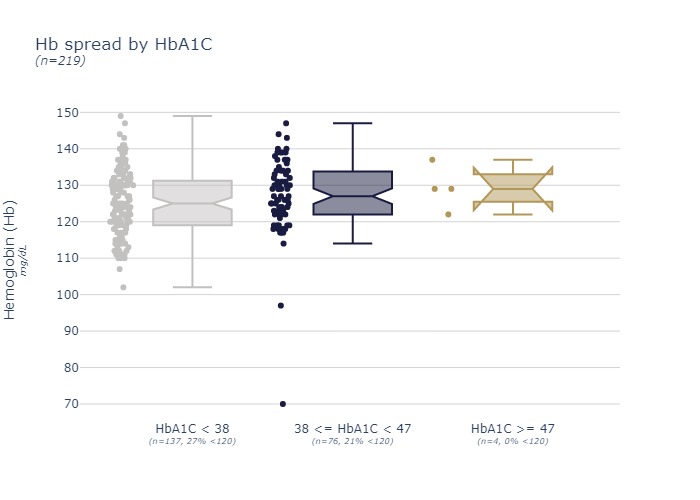 Hb spread by HbA1C
(n=219)
Hemoglobin (Hb)
mg/dL
150
140
130
120
110
100
90
80
70
HbA1C < 38
(n=137, 27% <120)
38 <= HbA1C < 47
(n=76, 21% <120)
HbA1C >= 47
(n=4, 0% <120)